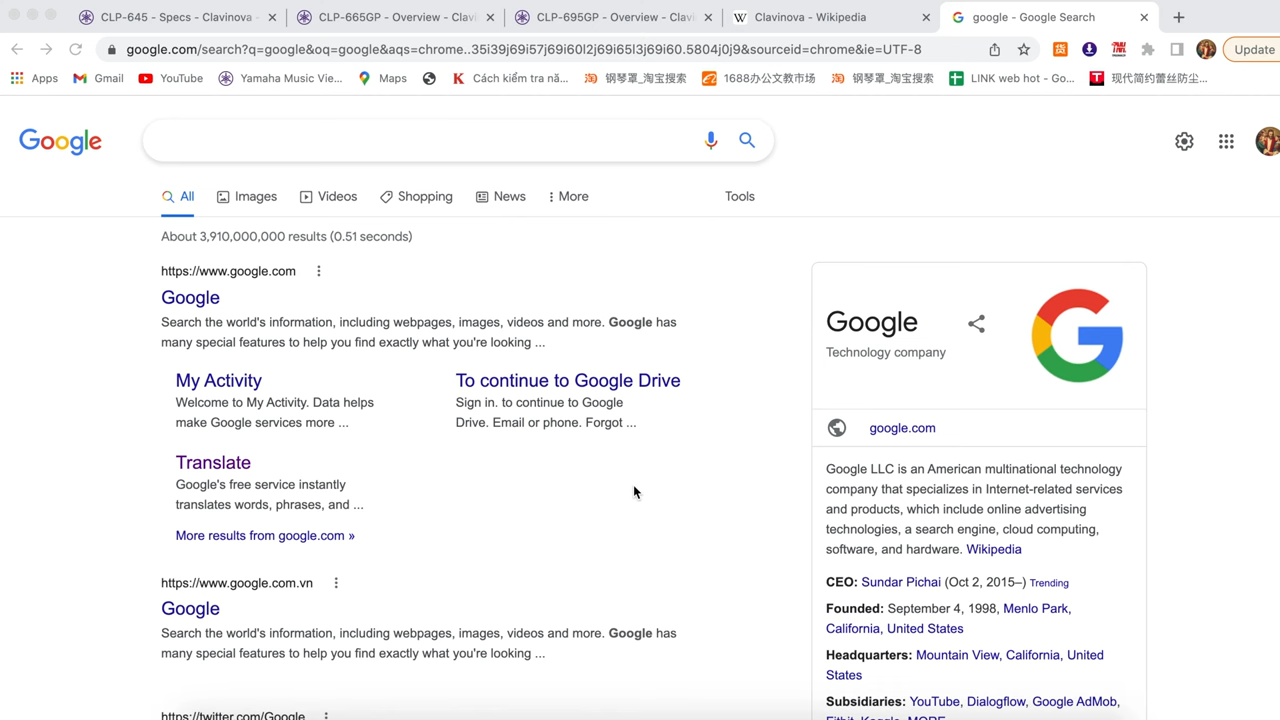 CLP-645 - Specs - Clavinova
CLP-665GP - Overview - Clavi
CLP-695GP - Overview - Clavi
Clavinova - Wikipedia
google - Google Search
google.com/search?q=google&oq=google&aqs=chrome..35i39j69i57j69i60l2j69i65l3j69i60.5804j0j9&sourceid=chrome&ie=UTF-8
Update
Apps
Gmail
YouTube
Yamaha Music Vie...
Maps
Cách kiểm tra nă...
钢琴罩_淘宝搜索
1688办公文教市场
钢琴罩_淘宝搜索
LINK web hot - Go...
现代简约蕾丝防尘...
Google
All
Images
Videos
Shopping
News
More
Tools
About 3,910,000,000 results (0.51 seconds)
https://www.google.com
Google
Search the world's information, including webpages, images, videos and more. Google has
many special features to help you find exactly what you're looking ...
My Activity
Welcome to My Activity. Data helps
make Google services more ...
To continue to Google Drive
Sign in. to continue to Google
Drive. Email or phone. Forgot ...
Translate
Google's free service instantly
translates words, phrases, and ...
More results from google.com »
https://www.google.com.vn
Google
Search the world's information, including webpages, images, videos and more. Google has
many special features to help you find exactly what you're looking ...
https://twitter.com/Google
Google
Technology company
google.com
Google LLC is an American multinational technology
company that specializes in Internet-related services
and products, which include online advertising
technologies, a search engine, cloud computing,
software, and hardware. Wikipedia
CEO: Sundar Pichai (Oct 2, 2015–) Trending
Founded: September 4, 1998, Menlo Park,
California, United States
Headquarters: Mountain View, California, United
States
Subsidiaries: YouTube, Dialogflow, Google AdMob,
Fitbit, Kaggle, MORE